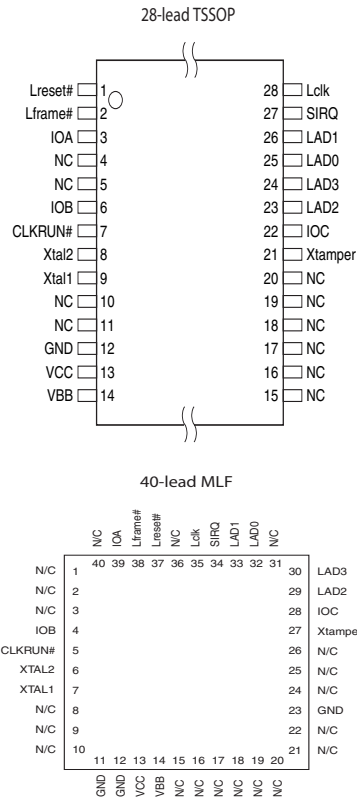 28-lead TSSOP
Lreset# 1 28 Lclk
Lframe# 2 27 SIRQ
IOA 3 26 LAD1
NC 4 25 LAD0
NC 5 24 LAD3
IOB 6 23 LAD2
CLKRUN# 7 22 IOC
Xtal2 8 21 Xtamper
Xtal1 9 20 NC
NC 10 19 NC
NC 11 18 NC
GND 12 17 NC
VCC 13 16 NC
VBB 14 15 NC
40-lead MLF
N/C IOA Lframe# Lreset# N/C Lclk SIRQ LAD1 LAD0 N/C
40 39 38 37 36 35 34 33 32 31
N/C 1 30 LAD3
N/C 2 29 LAD2
N/C 3 28 IOC
IOB 4 27 Xtampe
CLKRUN# 5 26 N/C
XTAL2 6 25 N/C
XTAL1 7 24 N/C
N/C 8 23 GND
N/C 9 22 N/C
N/C 10 21 N/C
11 12 13 14 15 16 17 18 19 20
GND GND VCC VBB N/C N/C N/C N/C N/C N/C